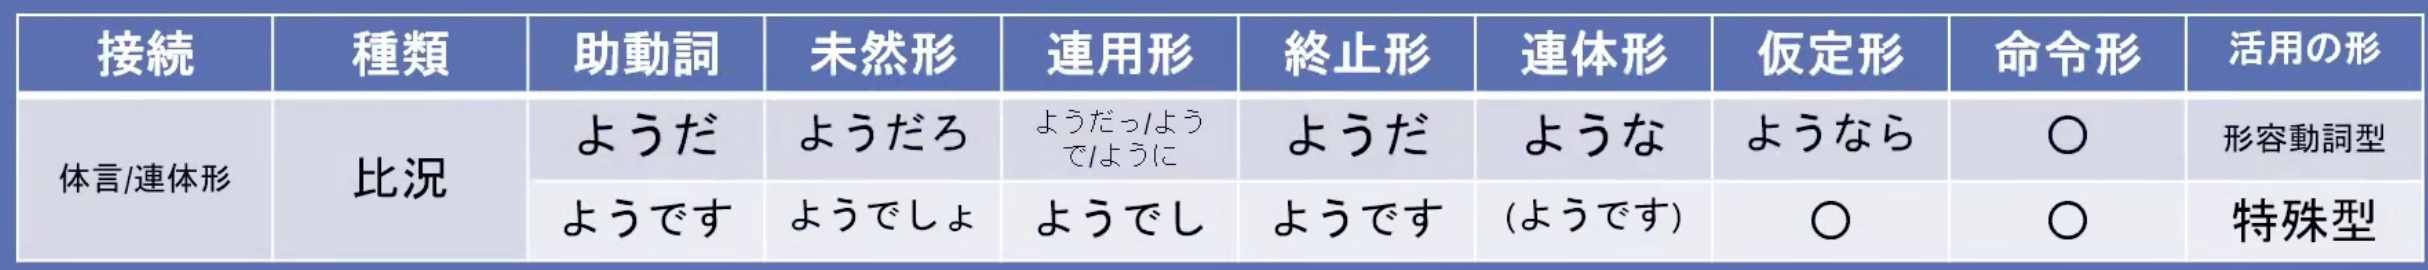 接続 種類 助動詞 未然形 連用形 終止形 連体形 仮定形 命令形 活用の形
体言/連体形 比況 ようだ ようだろ ようだっ/よう
で/ように ようだ ような ようなら 〇 形容動詞型
ようです ようでしょ ようでし ようです (ようです) 〇 〇 特殊型